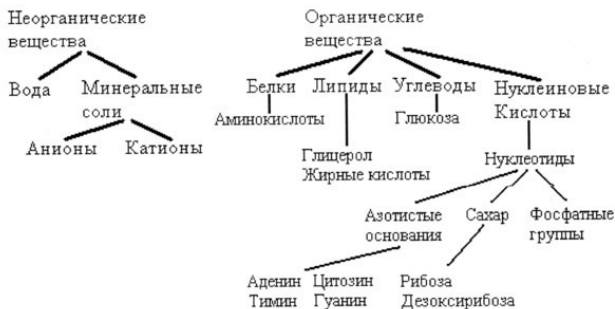 Неорганические
вещества
Вода
Минеральные
соли
Анионы
Катионы
Органические
вещества
Белки
Липиды
Углеводы
Нуклеиновые
Кислоты
Аминокислоты
Глюкоза
Глицерол
Жирные кислоты
Нуклеотиды
Азотистые
основания
Сахар
Фосфатные
группы
Аденин Цитозин
Тимин Гуанин
Рибоза
Дезоксирибоза